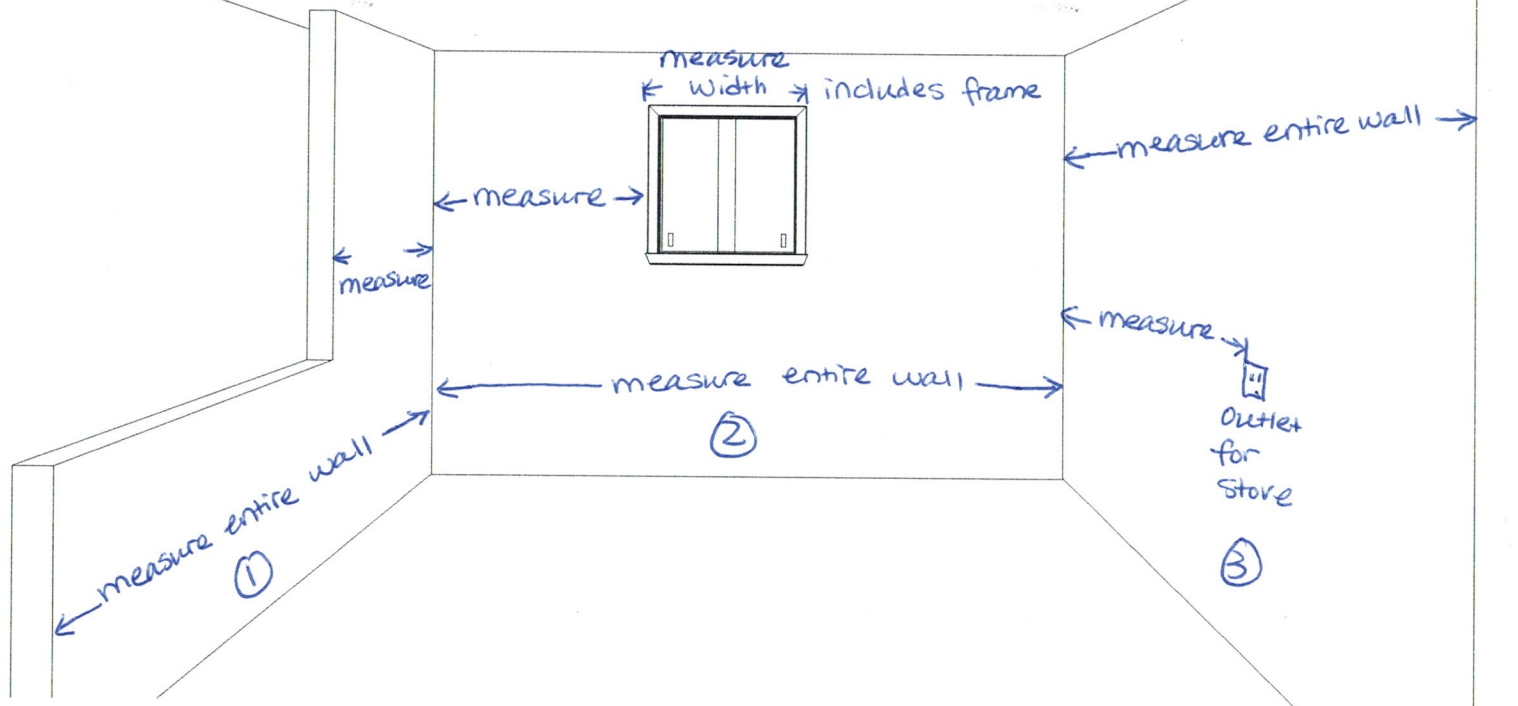 measure
width includes frame
measure entire wall
measure
measure
measure
measure entire wall
②
Outlet
for
Stove
③
measure entire wall
①